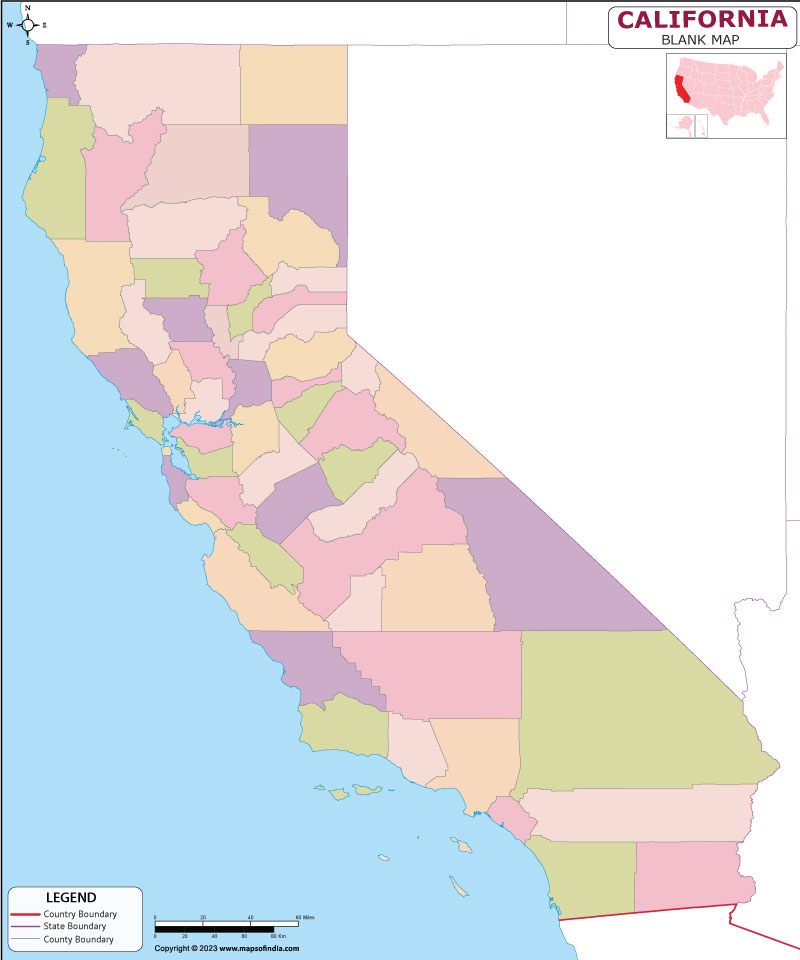 N
W E
S
CALIFORNIA
BLANK MAP
LEGEND
Country Boundary
State Boundary
County Boundary
0 20 40 60 Miles
0 20 40 60 80 Km
Copyright © 2023 www.mapsofindia.com